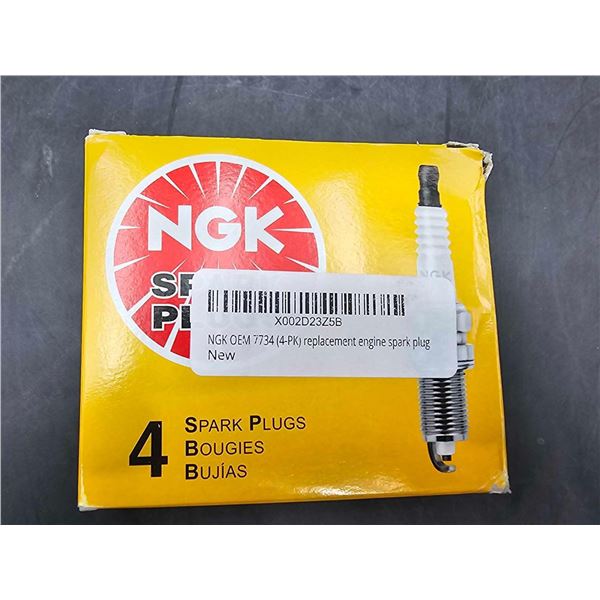 NGK
SP
PL
X002D23Z5B
NGK OEM 7734 (4-PK) replacement engine spark plug
New
NGK
4
SPARK PLUGS
BOUGIES
BUJÍAS